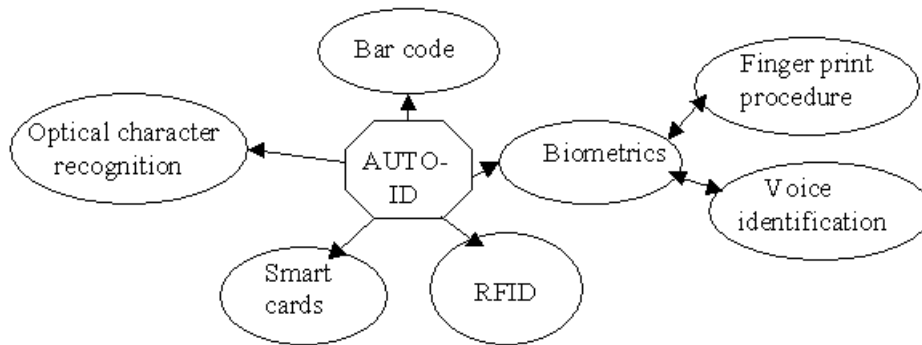 Bar code
Finger print
procedure
Optical character
recognition
AUTO-
ID
Biometrics
Voice
identification
Smart
cards
RFID